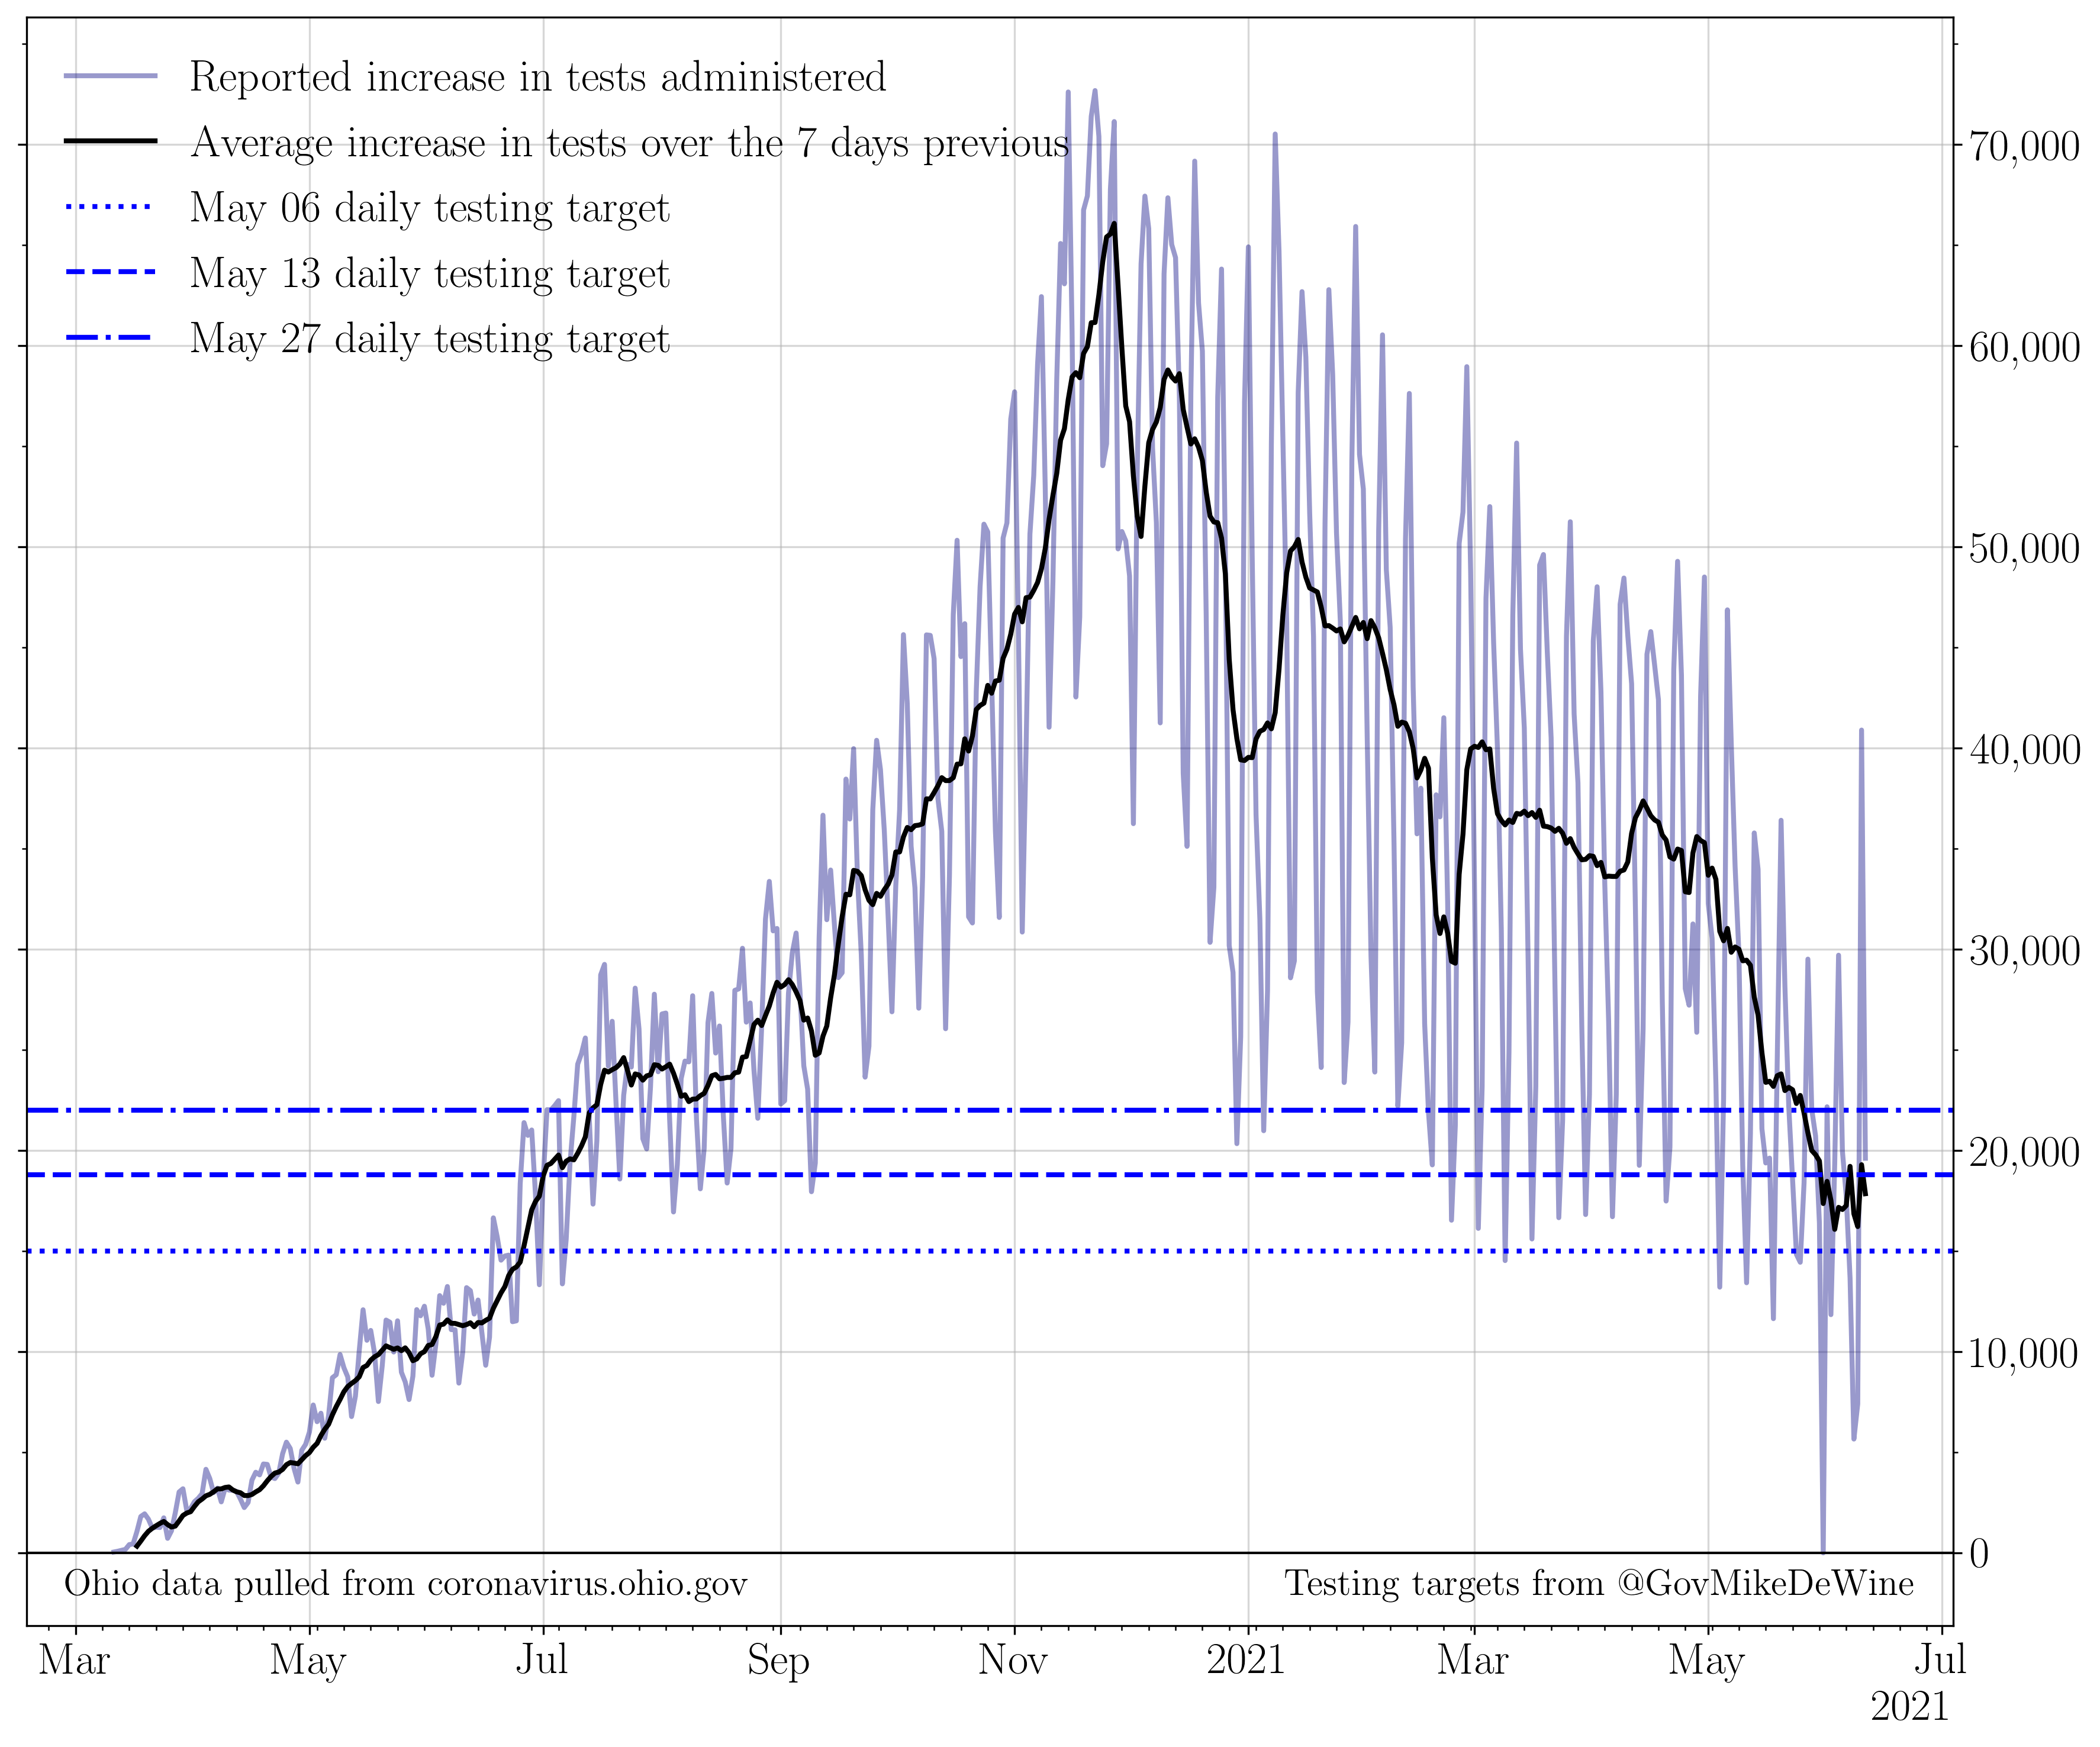 Reported increase in tests administered
Average increase in tests over the 7 days previous
May 06 daily testing target
May 13 daily testing target
May 27 daily testing target
70,000
60,000
50,000
40,000
30,000
20,000
10,000
0
Ohio data pulled from coronavirus.ohio.gov
Testing targets from @GovMikeDeWine
Mar May Jul Sep Nov 2021 Mar May Jul
2021